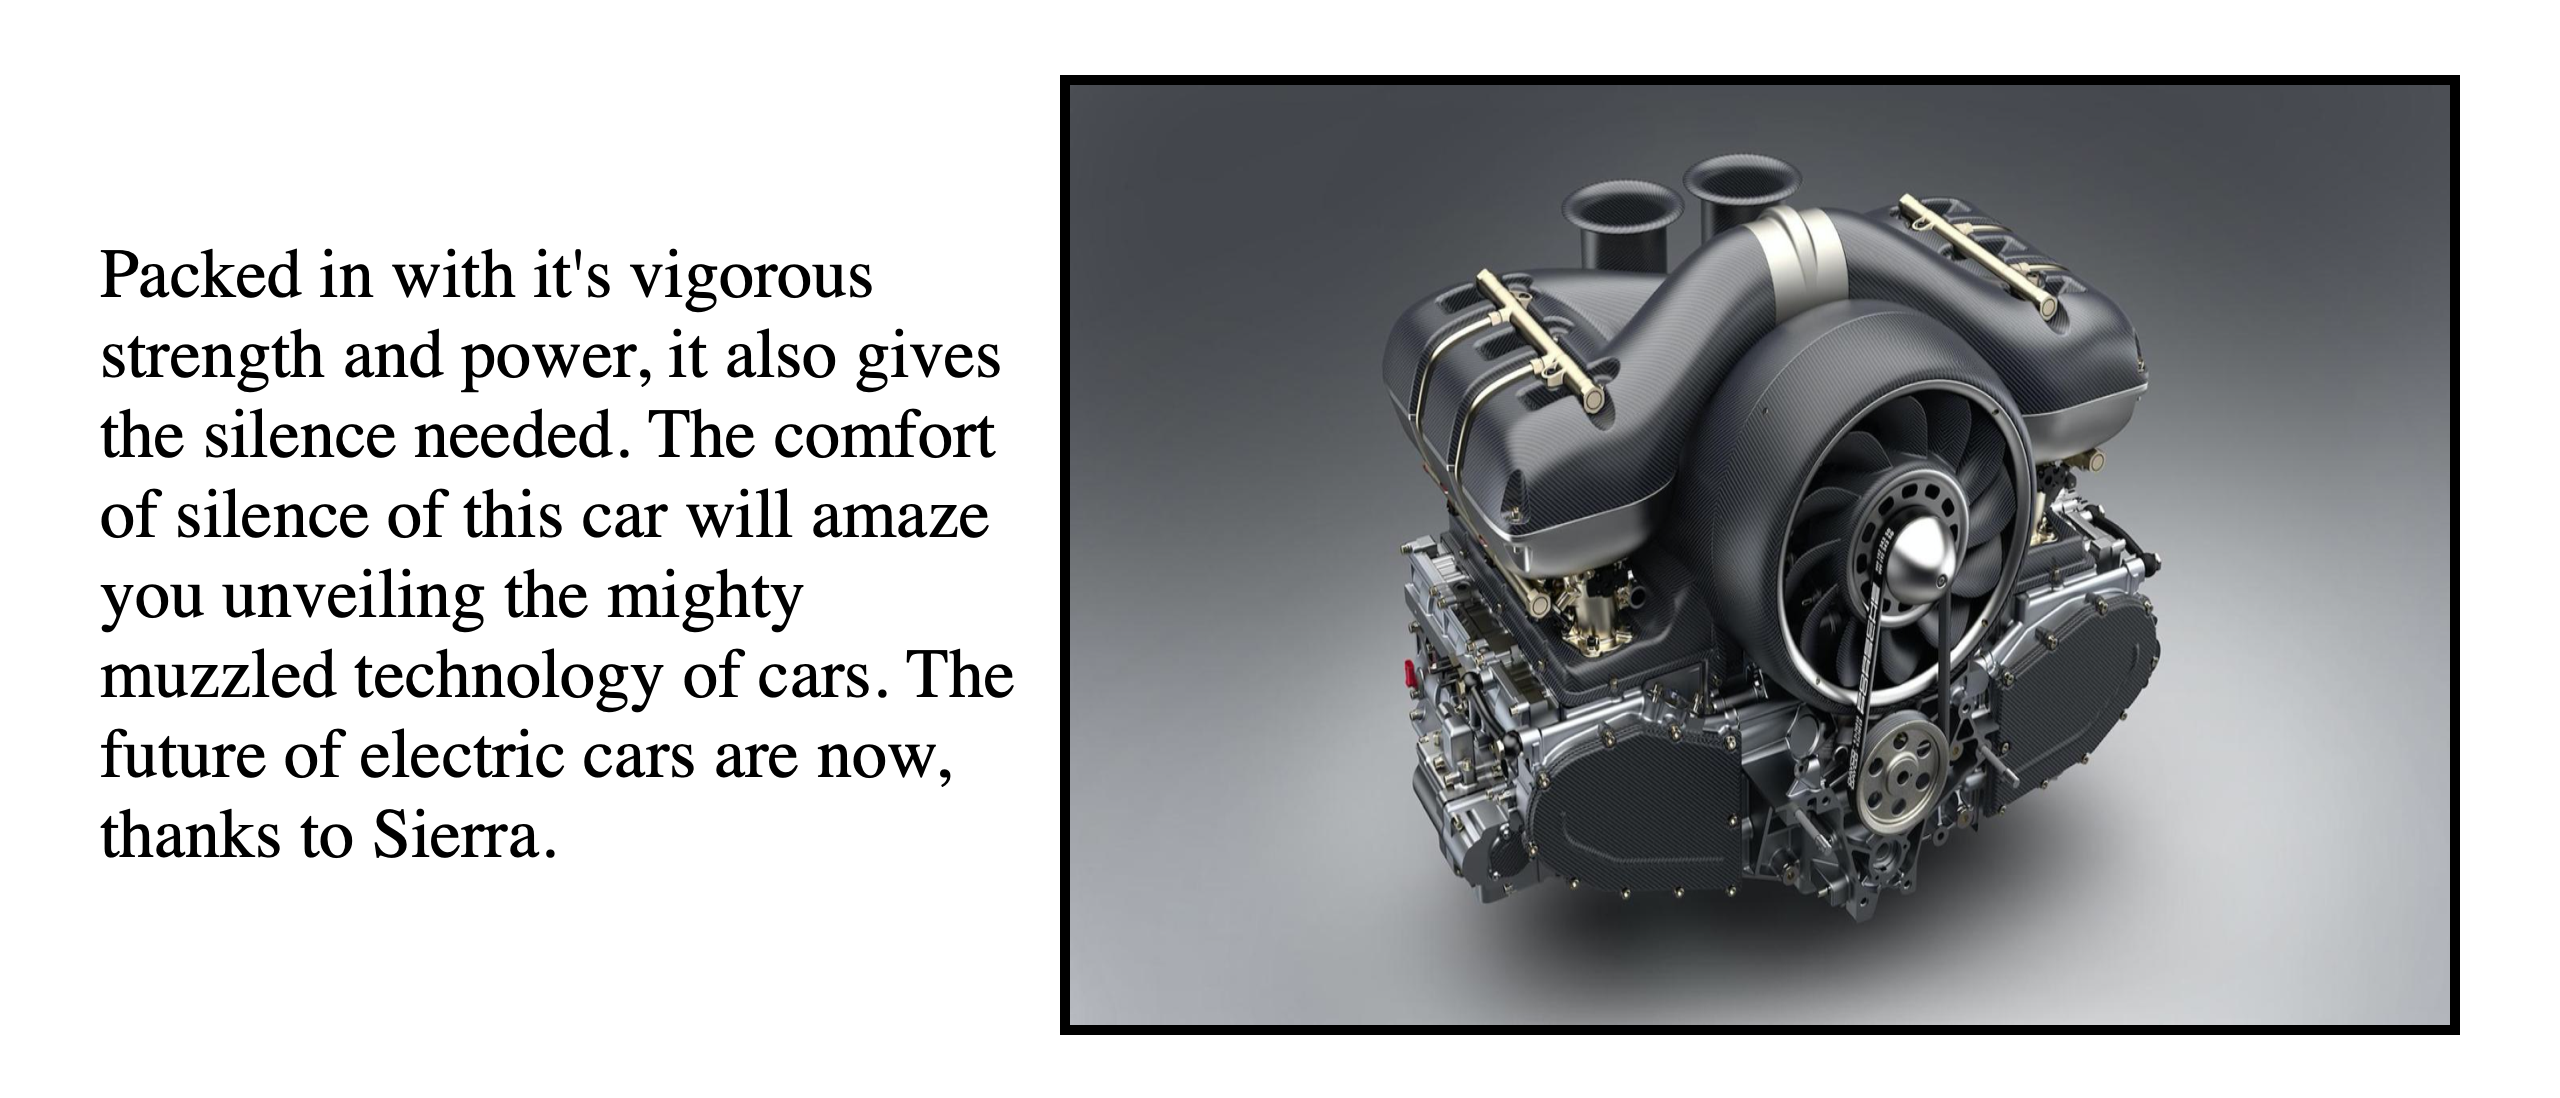 Packed in with it's vigorous
strength and power, it also gives
the silence needed. The comfort
of silence of this car will amaze
you unveiling the mighty
muzzled technology of cars. The
future of electric cars are now,
thanks to Sierra.